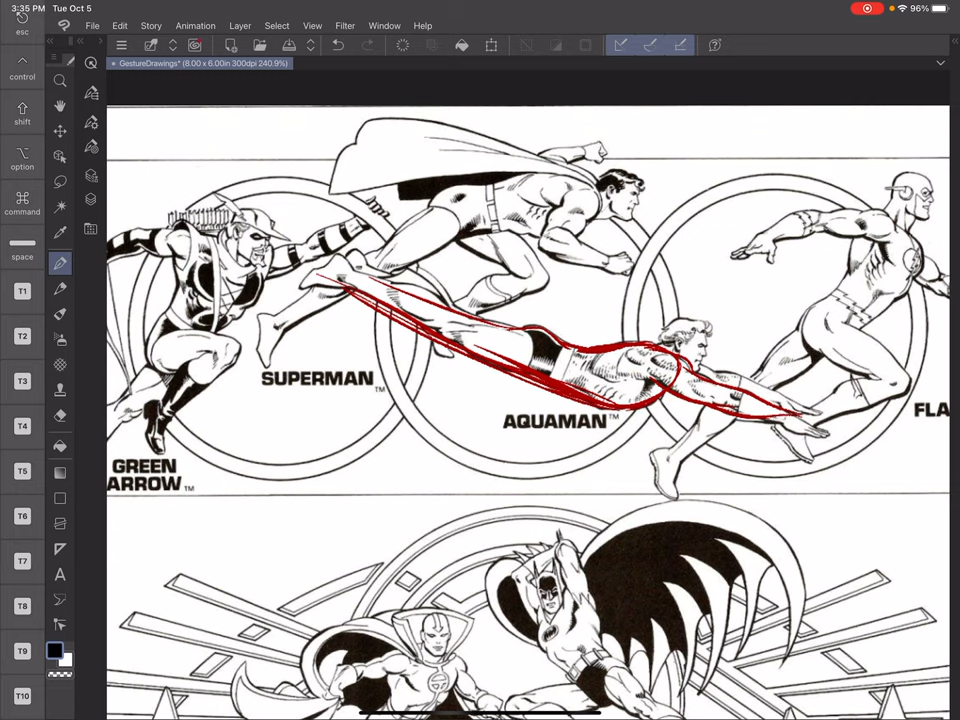 3:35 PM Tue Oct 5
96%
esc
File Edit Story Animation Layer Select View Filter Window Help
control
GestureDrawings* (8.00 x 6.00in 300dpi 240.9%)
shift
option
command
space
T1
T2
T3
T4
T5
T6
T7
T8
T9
T10
SUPERMAN™
AQUAMAN™
FLA
GREEN
ARROW™